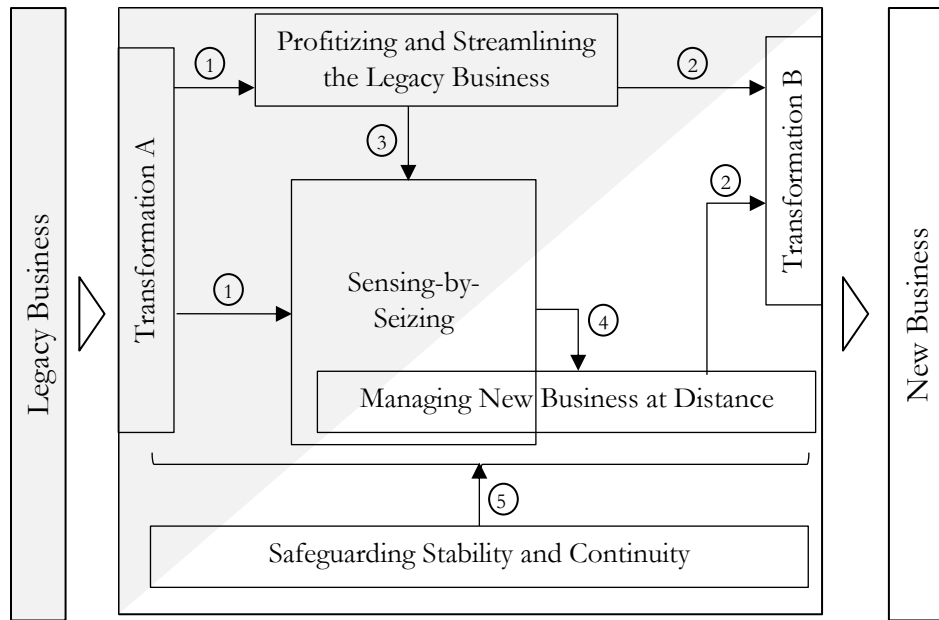 Legacy Business
Transformation A
①
Profitizing and Streamlining
the Legacy Business
②
Transformation B
New Business
③
②
①
Sensing-by-
Seizing
④
Managing New Business at Distance
⑤
Safeguarding Stability and Continuity